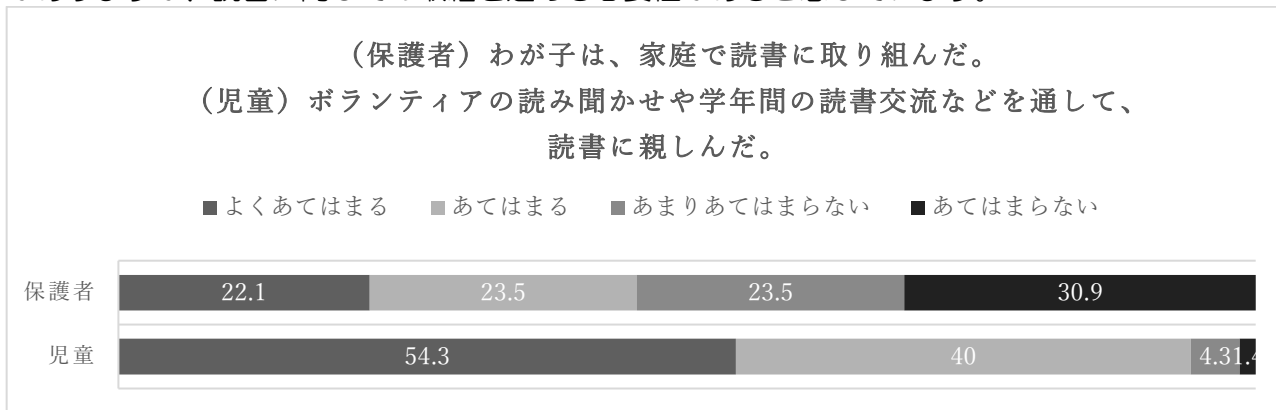 （保護者）わが子は、家庭で読書に取り組んだ。
（児童）ボランティアの読み聞かせや学年間の読書交流などを通して、
読書に親しんだ。
■よくあてはまる ■あてはまる ■あまりあてはまらない ■あてはまらない
保護者 22.1 23.5 23.5 30.9
児童 54.3 40 4.3 1.4